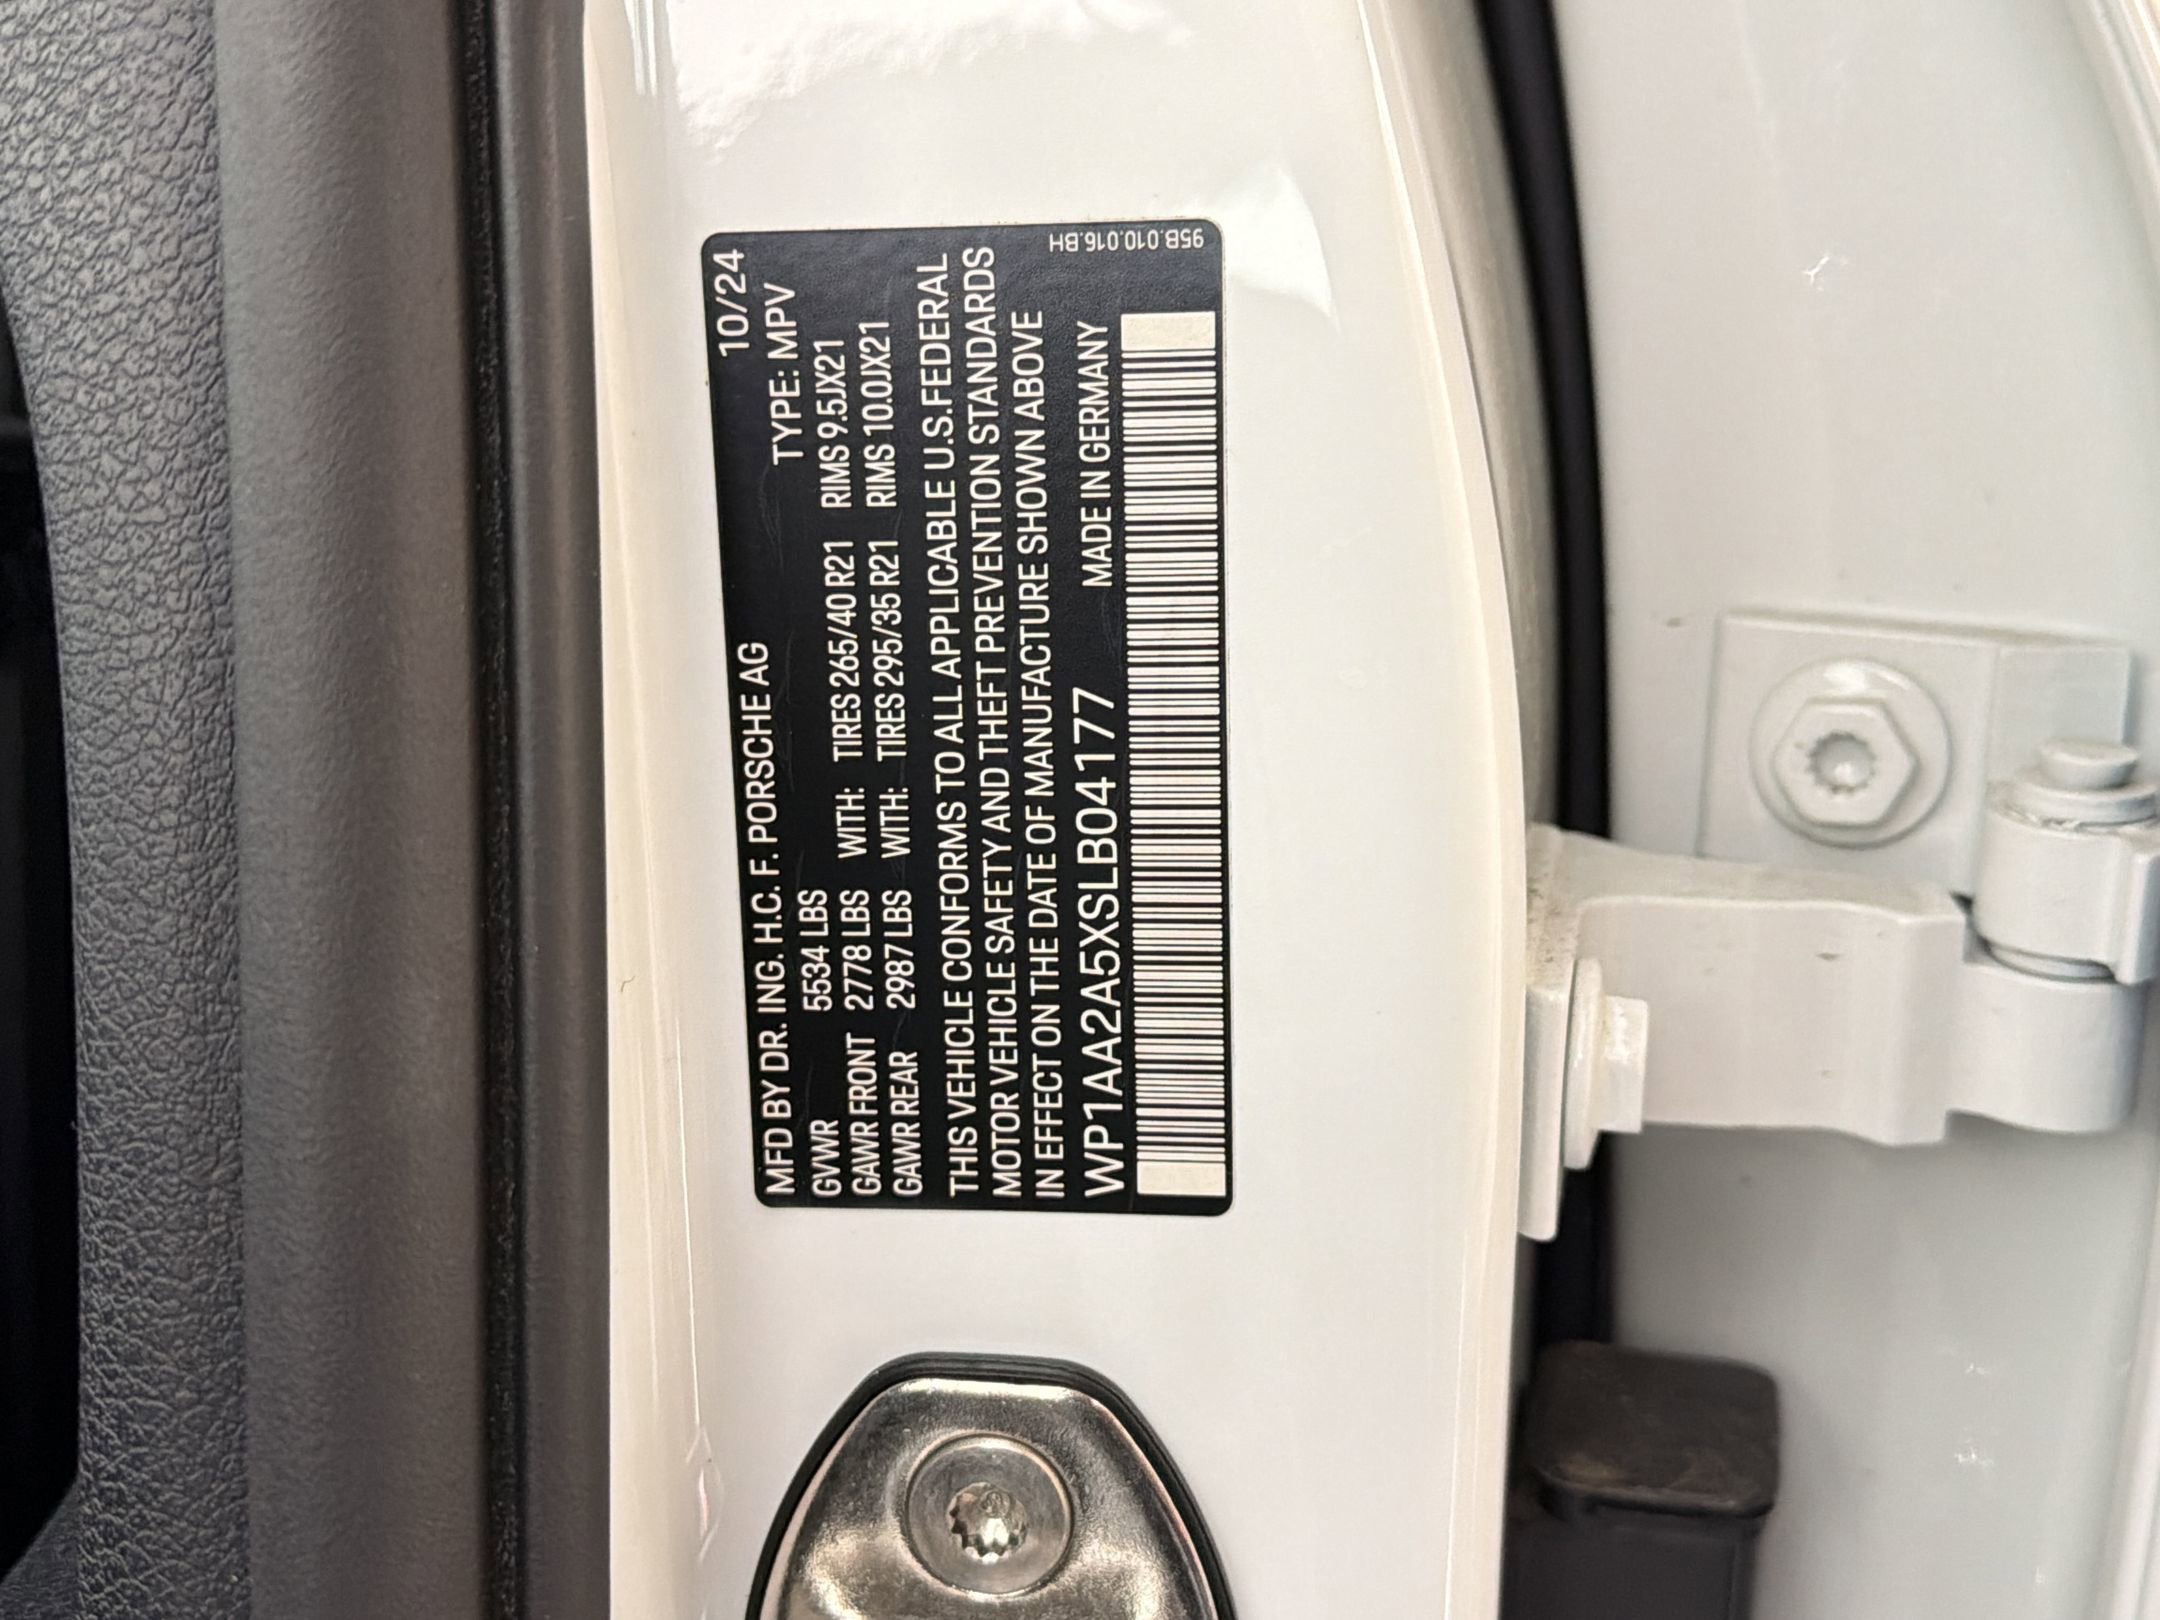 10/24
MFD BY DR. ING. H.C. F. PORSCHE AG TYPE: MPV
GVWR 5534 LBS
GAWR FRONT 2778 LBS WITH: TIRES 265/40 R21 RIMS 9.5JX21
GAWR REAR 2987 LBS WITH: TIRES 295/35 R21 RIMS 10.0JX21
THIS VEHICLE CONFORMS TO ALL APPLICABLE U.S.FEDERAL
MOTOR VEHICLE SAFETY AND THEFT PREVENTION STANDARDS
IN EFFECT ON THE DATE OF MANUFACTURE SHOWN ABOVE
WP1AA2A5XSLB04177 MADE IN GERMANY
95B.010.016.BH